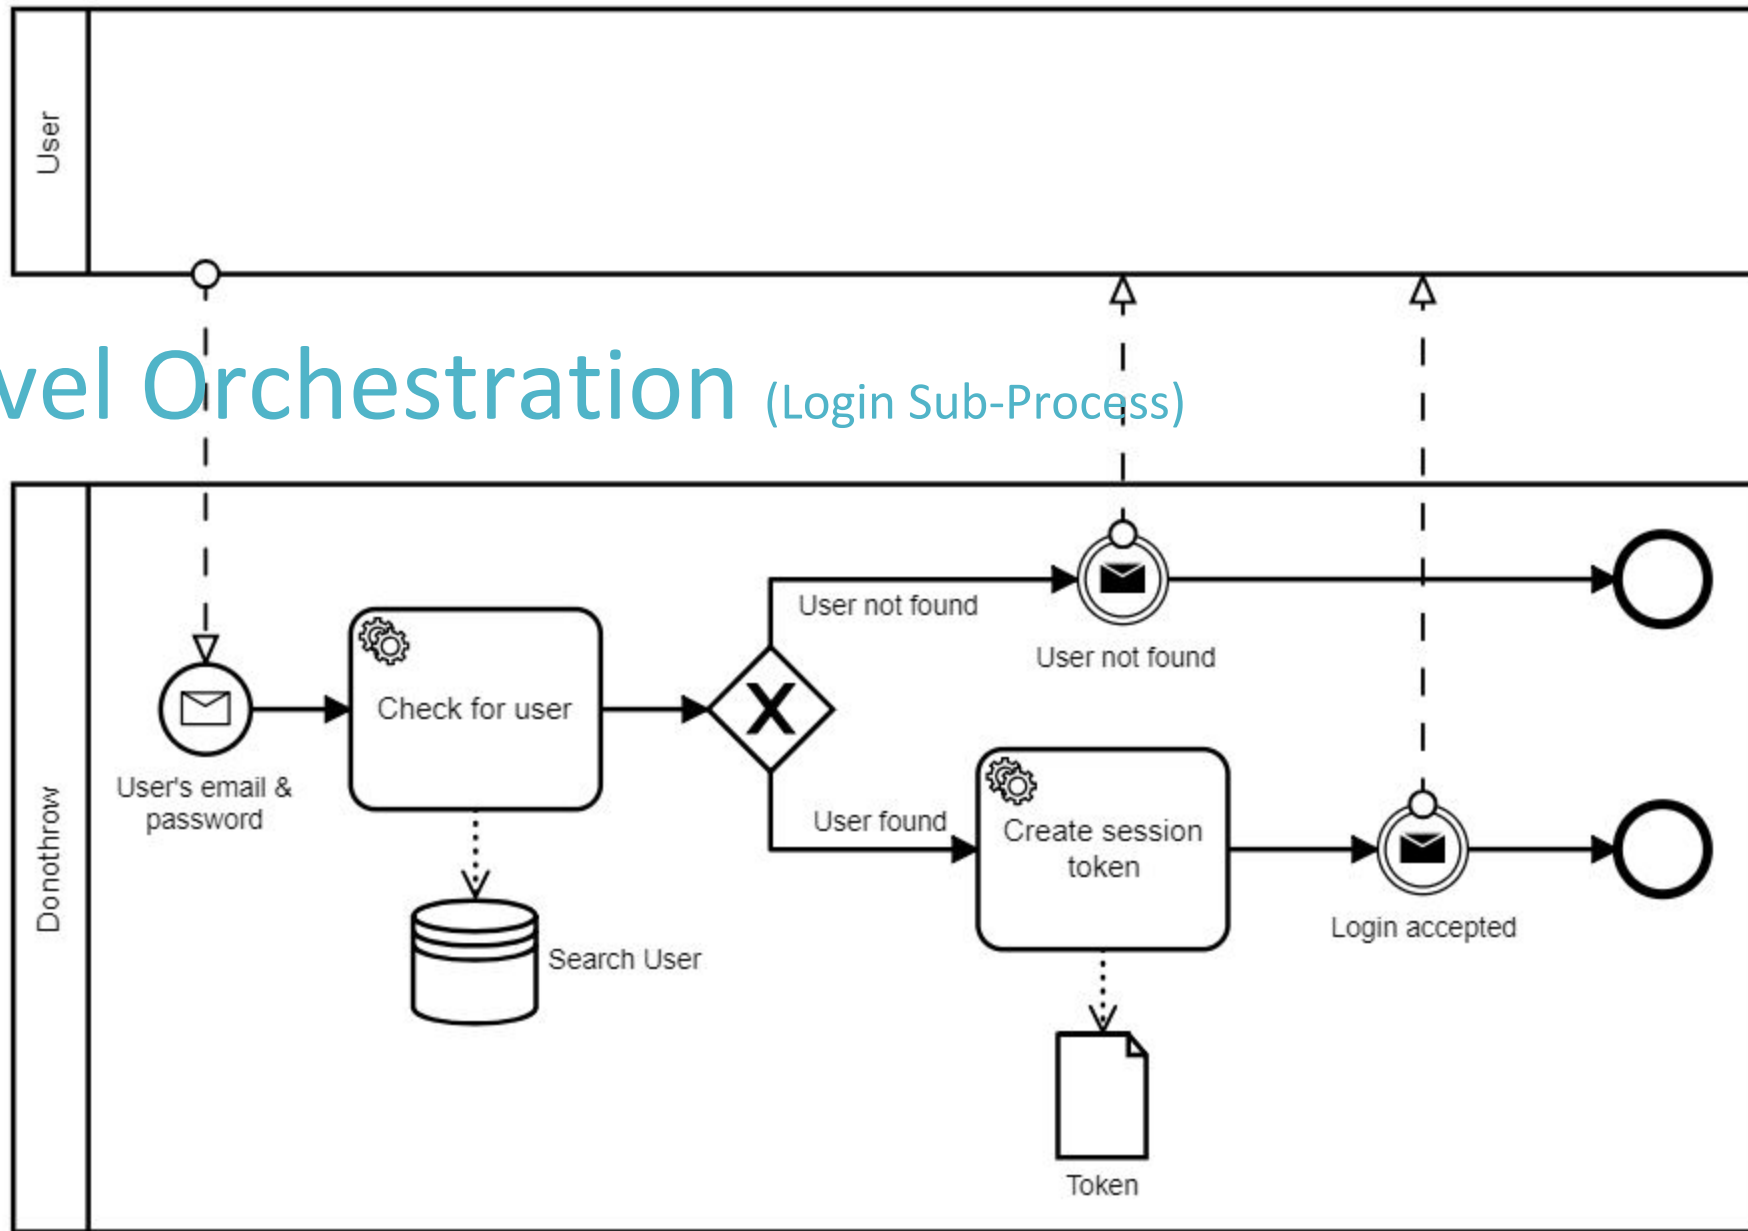 User
vel Orchestration (Login Sub-Process)
Donothrow
User's email &
password
Check for user
Search User
User not found
User not found
User found
Create session
token
Token
Login accepted